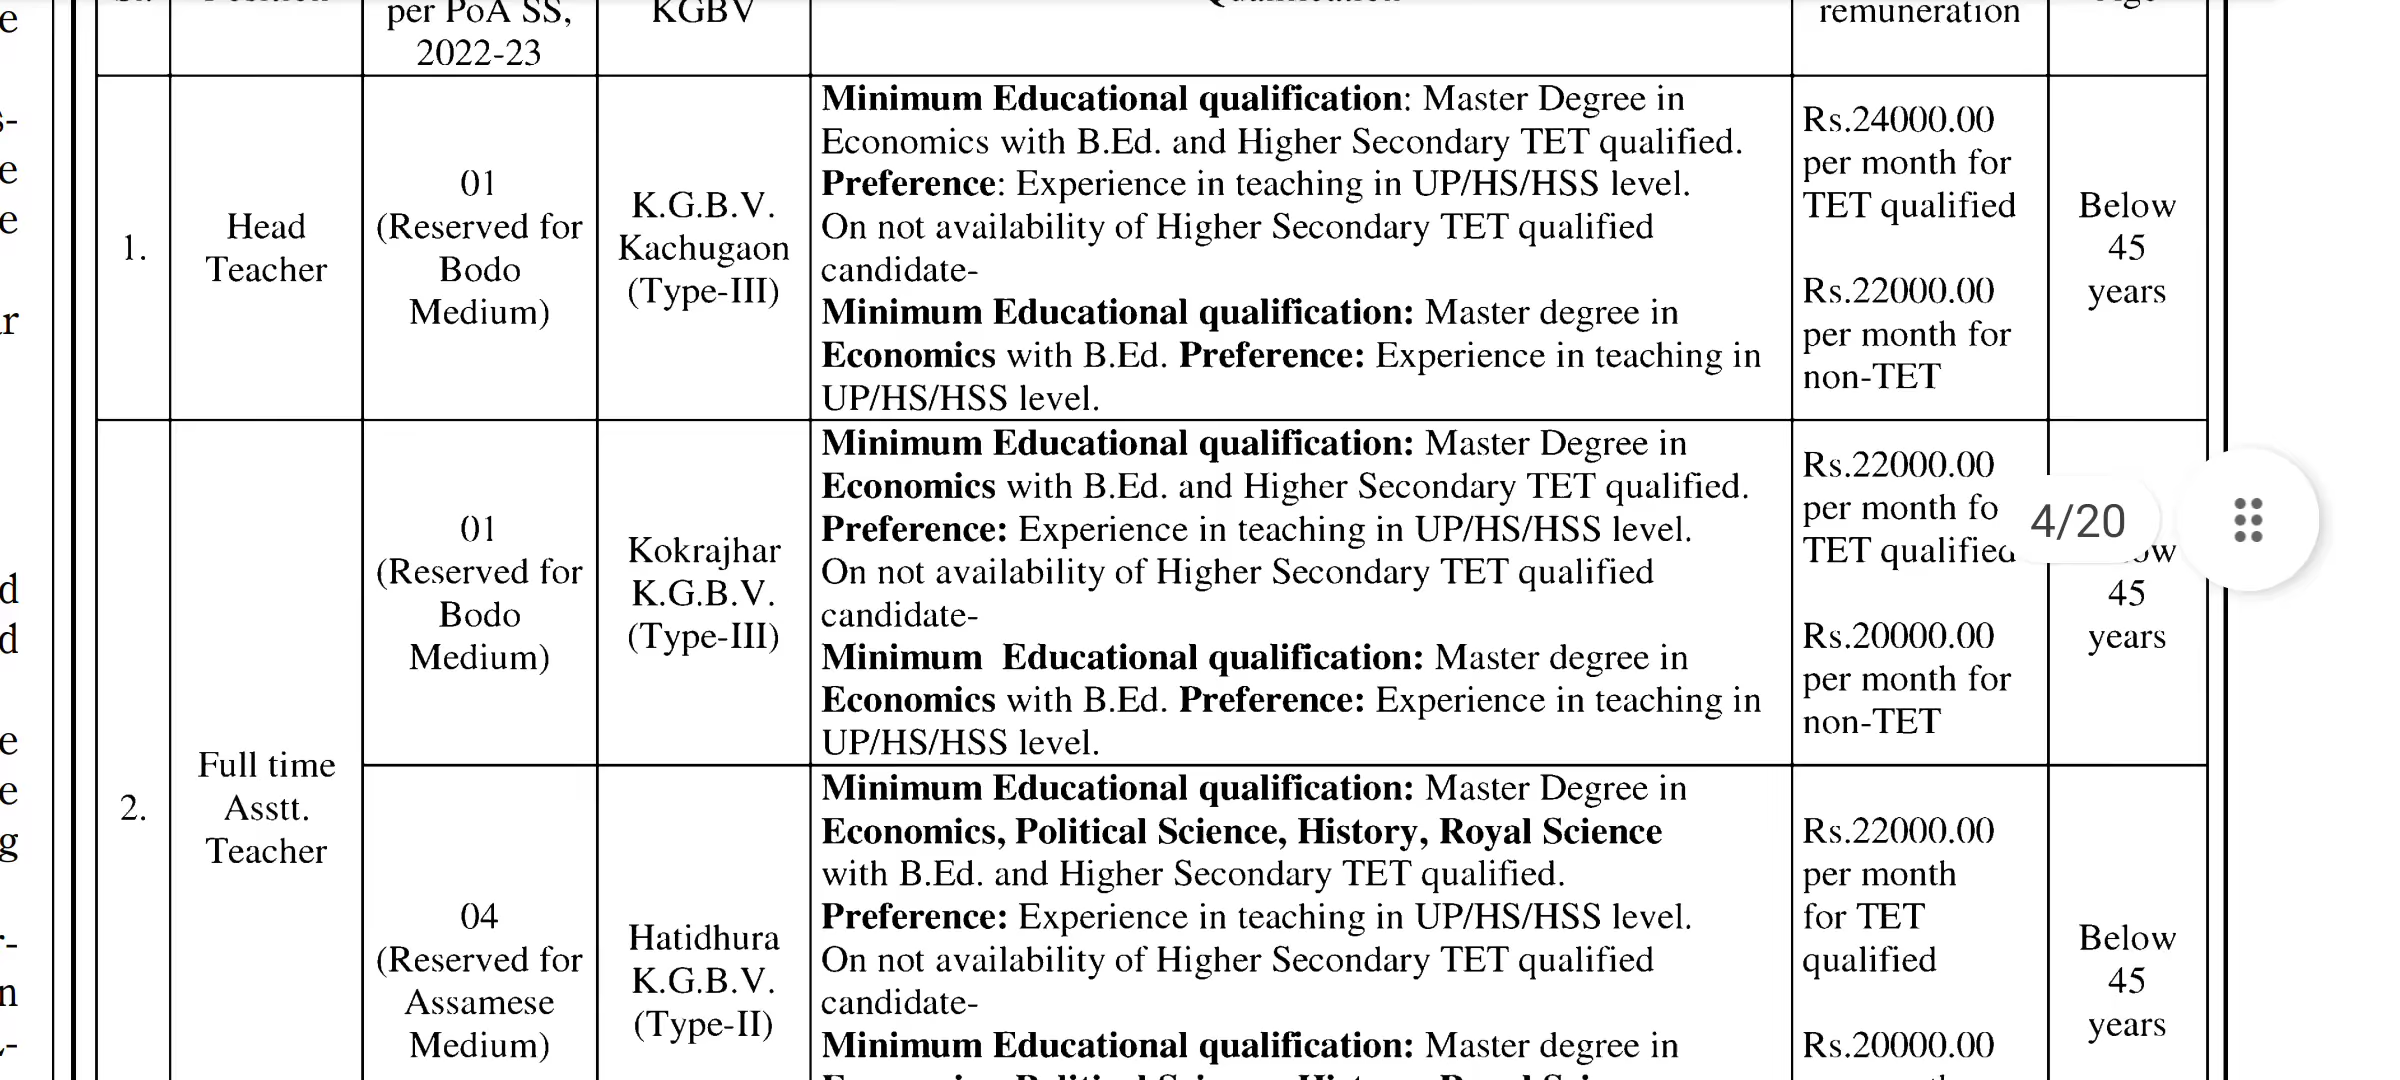 per PoA SS,
2022-23
KGBV
remuneration
1.
Head
Teacher
01
(Reserved for
Bodo
Medium)
K.G.B.V.
Kachugaon
(Type-III)
Minimum Educational qualification: Master Degree in
Economics with B.Ed. and Higher Secondary TET qualified.
Preference: Experience in teaching in UP/HS/HSS level.
On not availability of Higher Secondary TET qualified
candidate-
Minimum Educational qualification: Master degree in
Economics with B.Ed. Preference: Experience in teaching in
UP/HS/HSS level.
Rs.24000.00
per month for
TET qualified
Rs.22000.00
per month for
non-TET
Below
45
years
2.
Full time
Asstt.
Teacher
01
(Reserved for
Bodo
Medium)
Kokrajhar
K.G.B.V.
(Type-III)
Minimum Educational qualification: Master Degree in
Economics with B.Ed. and Higher Secondary TET qualified.
Preference: Experience in teaching in UP/HS/HSS level.
On not availability of Higher Secondary TET qualified
candidate-
Minimum Educational qualification: Master degree in
Economics with B.Ed. Preference: Experience in teaching in
UP/HS/HSS level.
Rs.22000.00
per month fo
TET qualified
Rs.20000.00
per month for
non-TET
45
years
4/20
04
(Reserved for
Assamese
Medium)
Hatidhura
K.G.B.V.
(Type-II)
Minimum Educational qualification: Master Degree in
Economics, Political Science, History, Royal Science
with B.Ed. and Higher Secondary TET qualified.
Preference: Experience in teaching in UP/HS/HSS level.
On not availability of Higher Secondary TET qualified
candidate-
Minimum Educational qualification: Master degree in
Rs.22000.00
per month
for TET
qualified
Rs.20000.00
Below
45
years